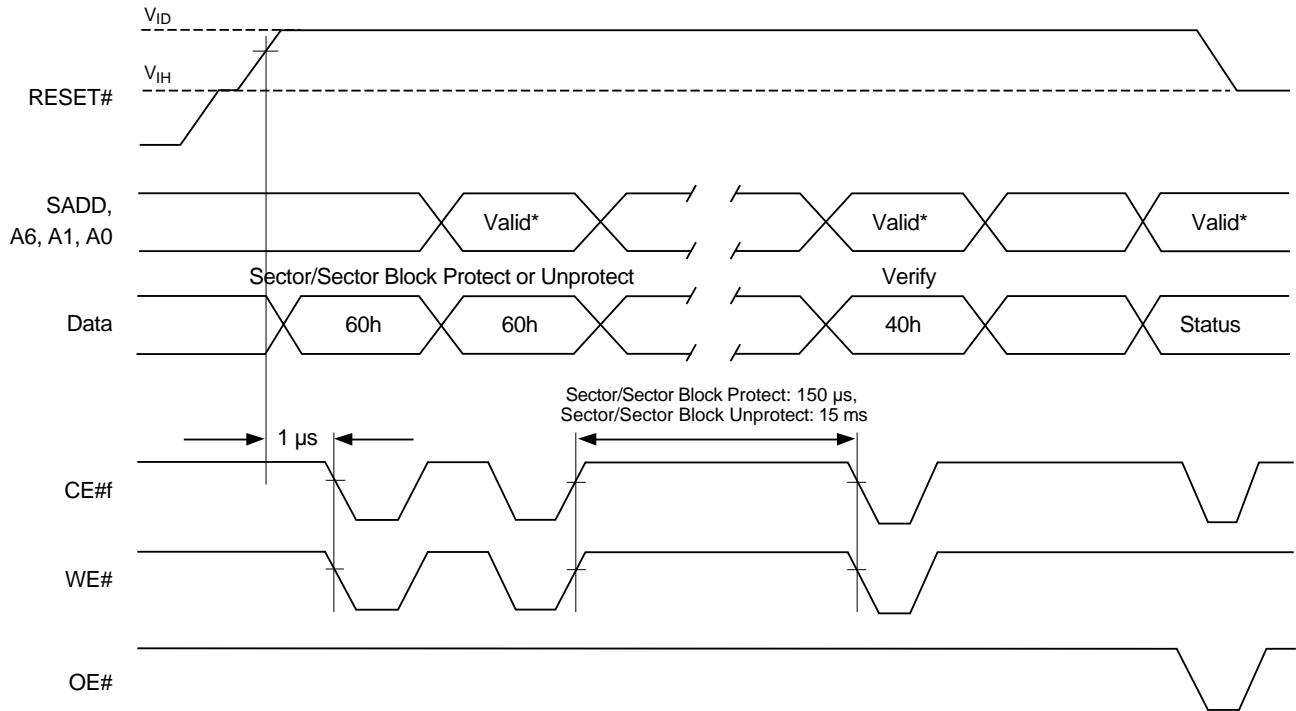 VID
VIH
RESET#
SADD,
A6, A1, A0
Valid*
Valid*
Valid*
Sector/Sector Block Protect or Unprotect
Verify
Data
60h
60h
40h
Status
Sector/Sector Block Protect: 150 µs,
Sector/Sector Block Unprotect: 15 ms
1 µs
CE#f
WE#
OE#